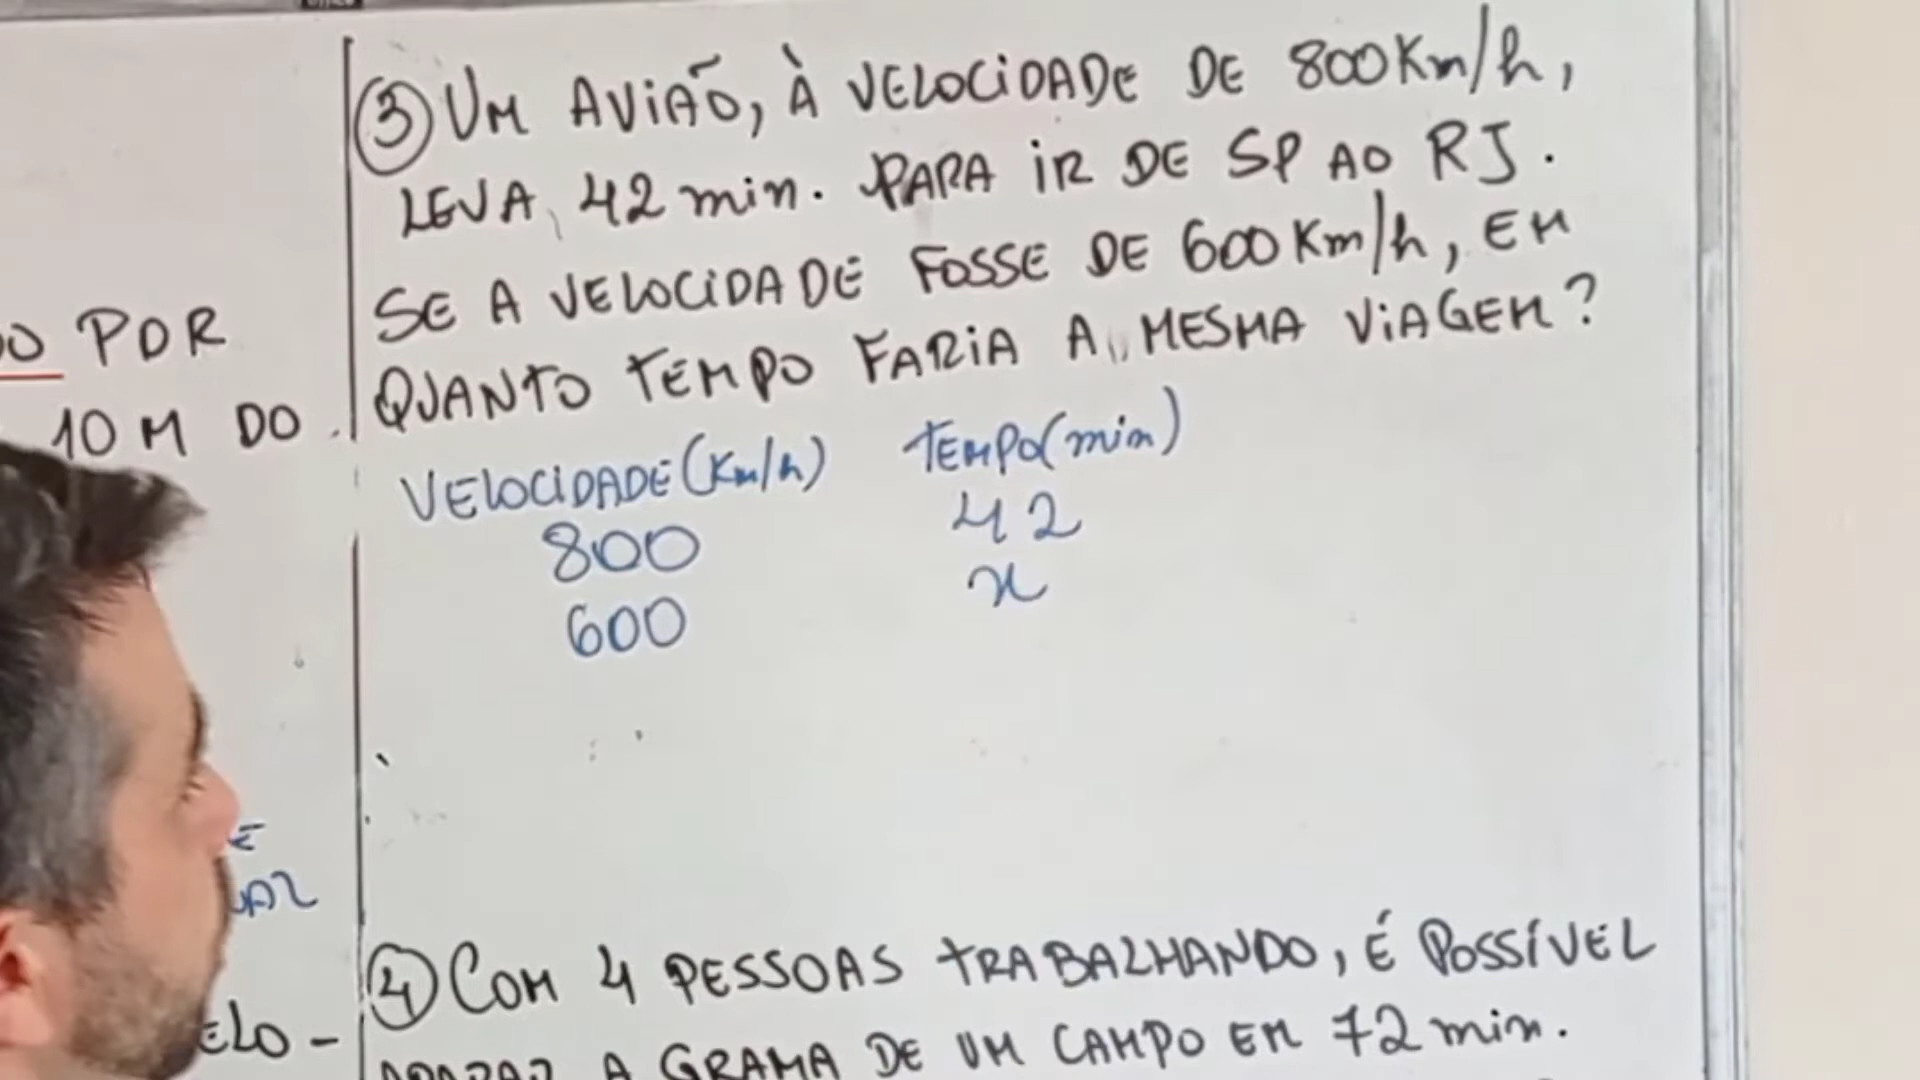 ③ UM AVIÃO, À VELOCIDADE DE 800Km/h,
LEVA 42 min. PARA IR DE SP AO RJ.
SE A VELOCIDADE FOSSE DE 600Km/h, EM
QUANTO TEMPO FARIA A MESMA VIAGEM?
VELOCIDADE (Km/h) TEMPO (min)
800 42
600 x
④ COM 4 PESSOAS TRABALHANDO, É POSSÍVEL
A GRAMA DE UM CAMPO EM 72 min.
POR
10 M DO